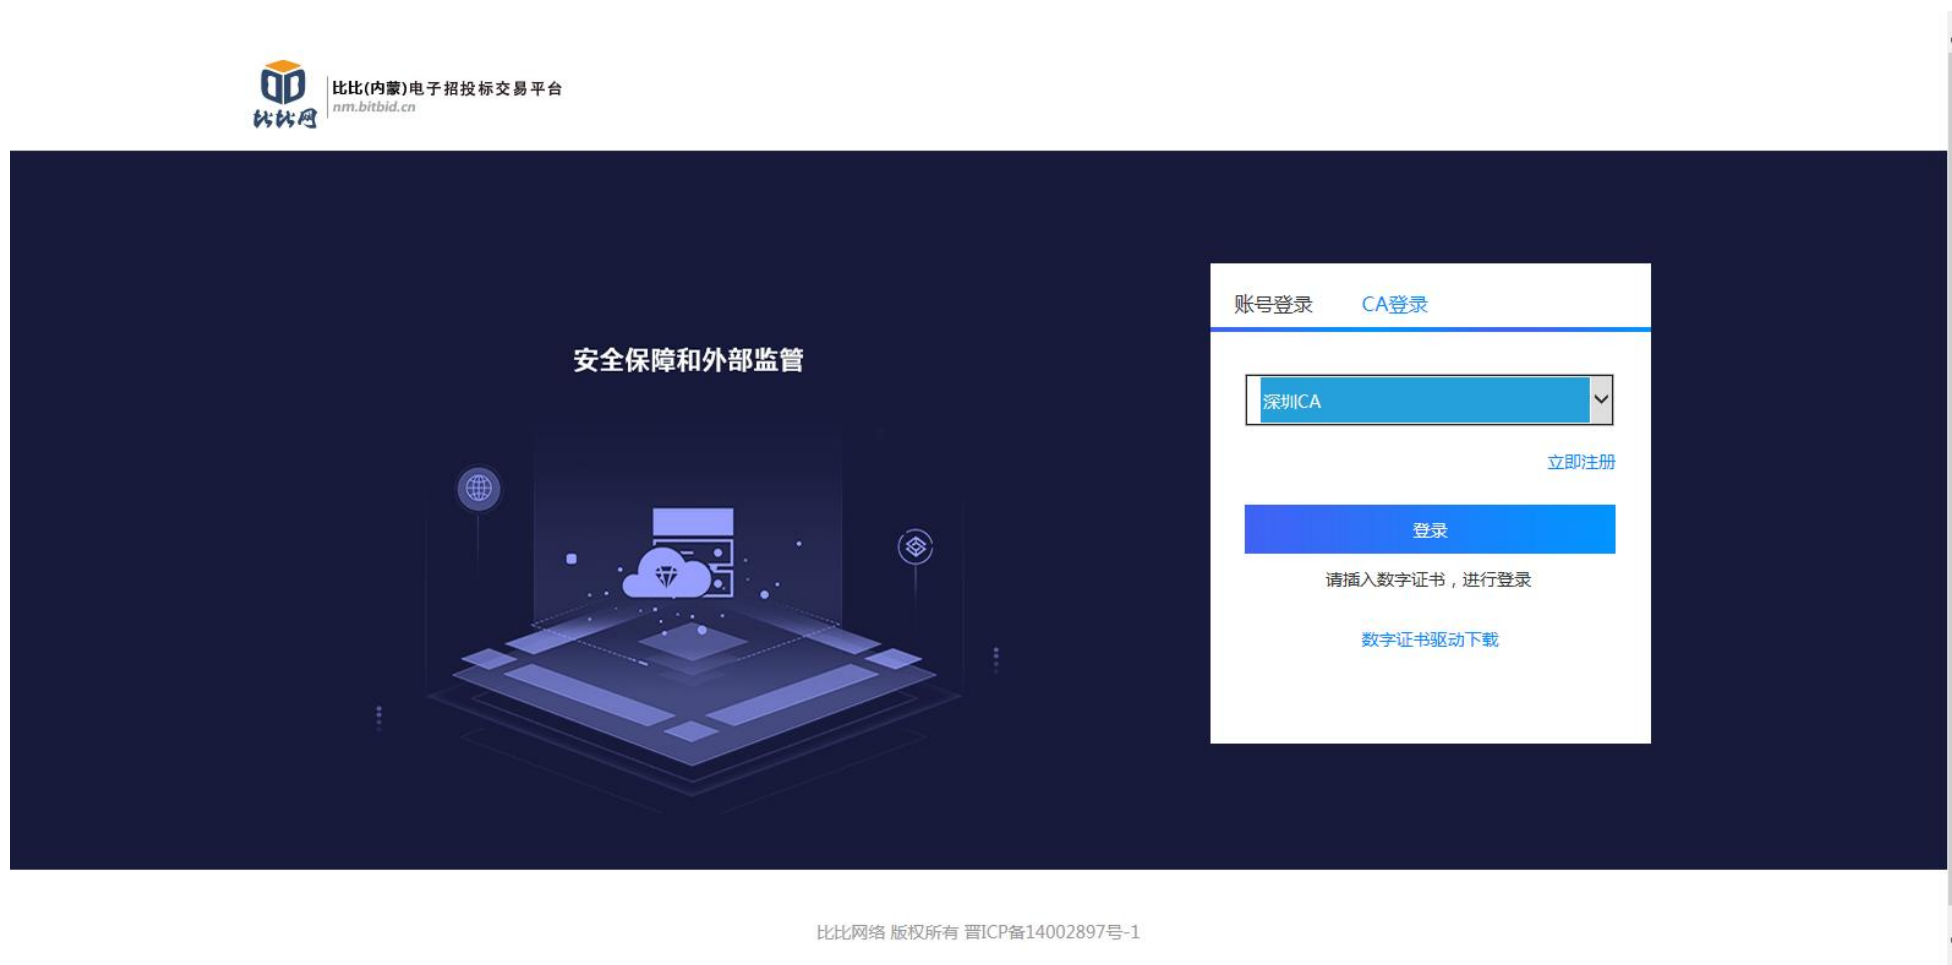 比比网
比比(内蒙)电子招投标交易平台
nm.bitbid.cn
账号登录 CA登录
安全保障和外部监管
深圳CA
立即注册
登录
请插入数字证书，进行登录
数字证书驱动下载
比比网络 版权所有 晋ICP备14002897号-1